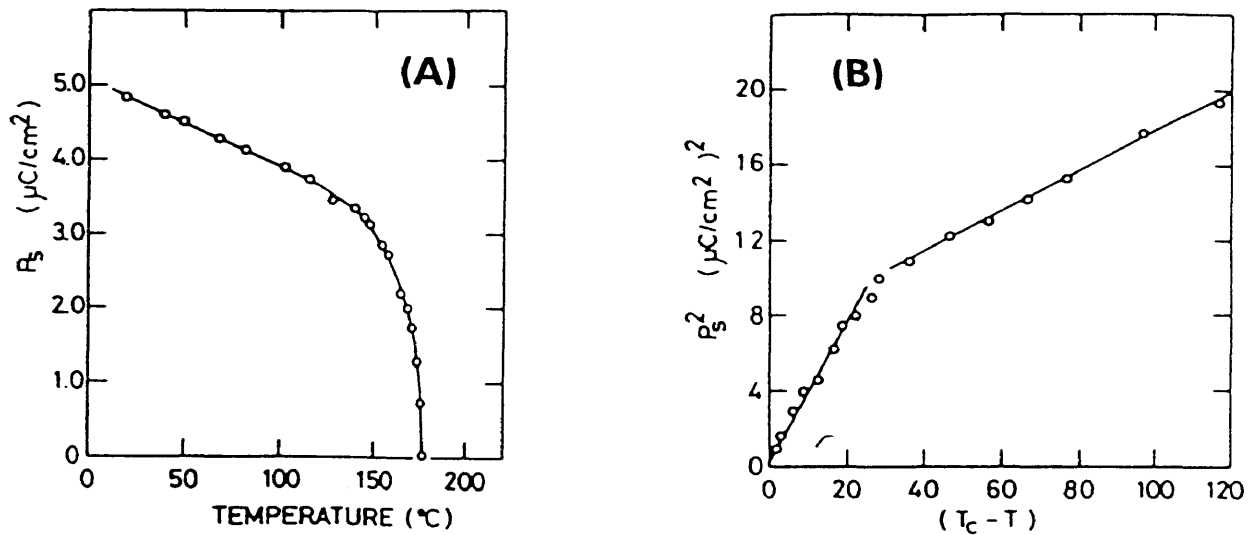 (A)
5.0
4.0
3.0
2.0
1.0
0
Ps (μC/cm²)
0 50 100 150 200
TEMPERATURE (°C)
(B)
20
16
12
8
4
0
Ps² (μC/cm²)²
0 20 40 60 80 100 120
(Tc - T)